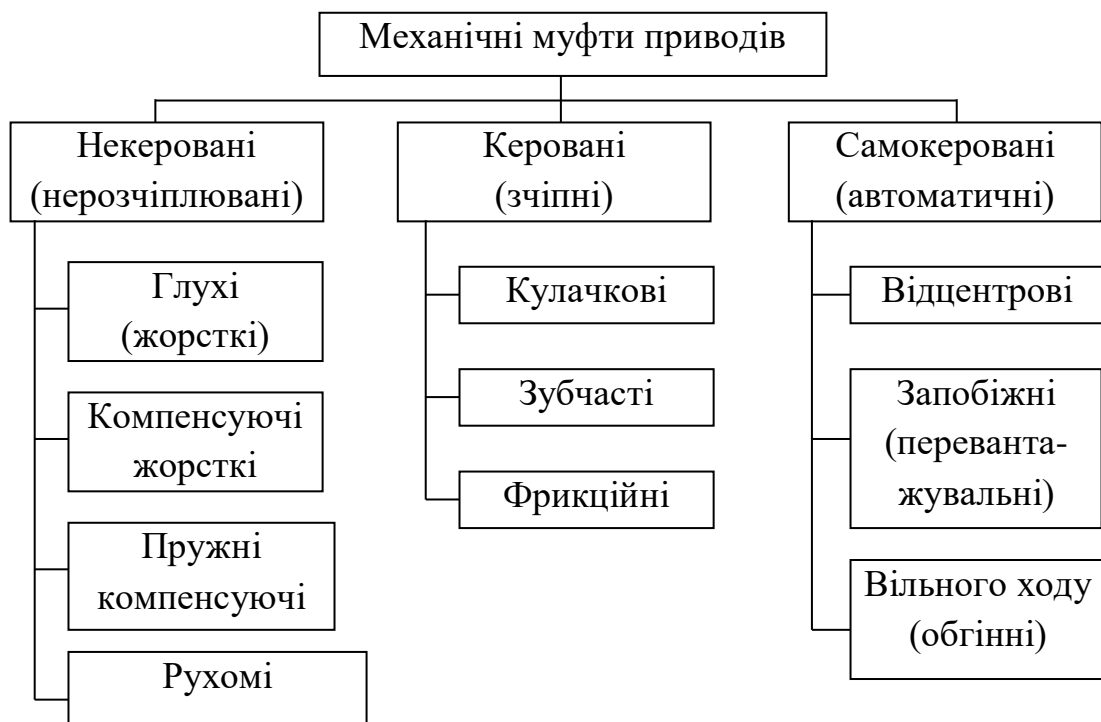 Механічні муфти приводів
Некеровані
(нерозчіплювані)
Глухі
(жорсткі)
Компенсуючі
жорсткі
Пружні
компенсуючі
Рухомі
Керовані
(зчіпні)
Кулачкові
Зубчасті
Фрикційні
Самокеровані
(автоматичні)
Відцентрові
Запобіжні
(переванта-
жувальні)
Вільного ходу
(обгінні)